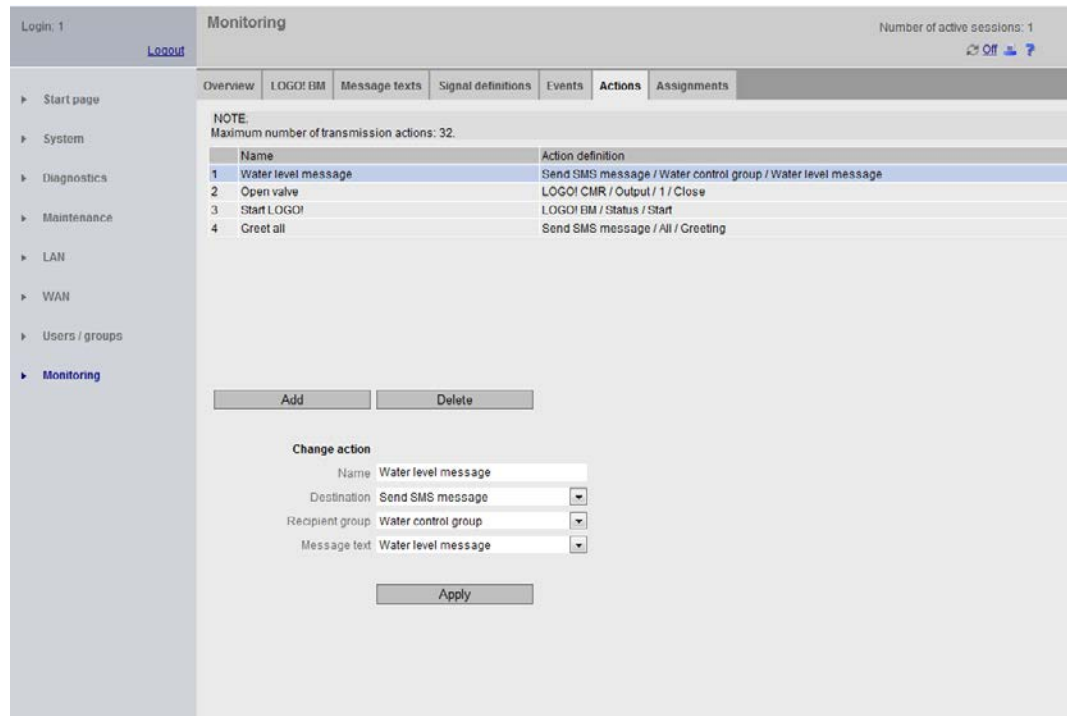 Login: 1
Logout
Monitoring
Number of active sessions: 1
Off ?
Start page
System
Diagnostics
Maintenance
LAN
WAN
Users / groups
Monitoring
Overview LOGO! BM Message texts Signal definitions Events Actions Assignments
NOTE.
Maximum number of transmission actions: 32.
Name Action definition
1 Water level message Send SMS message / Water control group / Water level message
2 Open valve LOGO! CMR / Output / 1 / Close
3 Start LOGO! LOGO! BM / Status / Start
4 Greet all Send SMS message / All / Greeting
Add Delete
Change action
Name Water level message
Destination Send SMS message
Recipient group Water control group
Message text Water level message
Apply